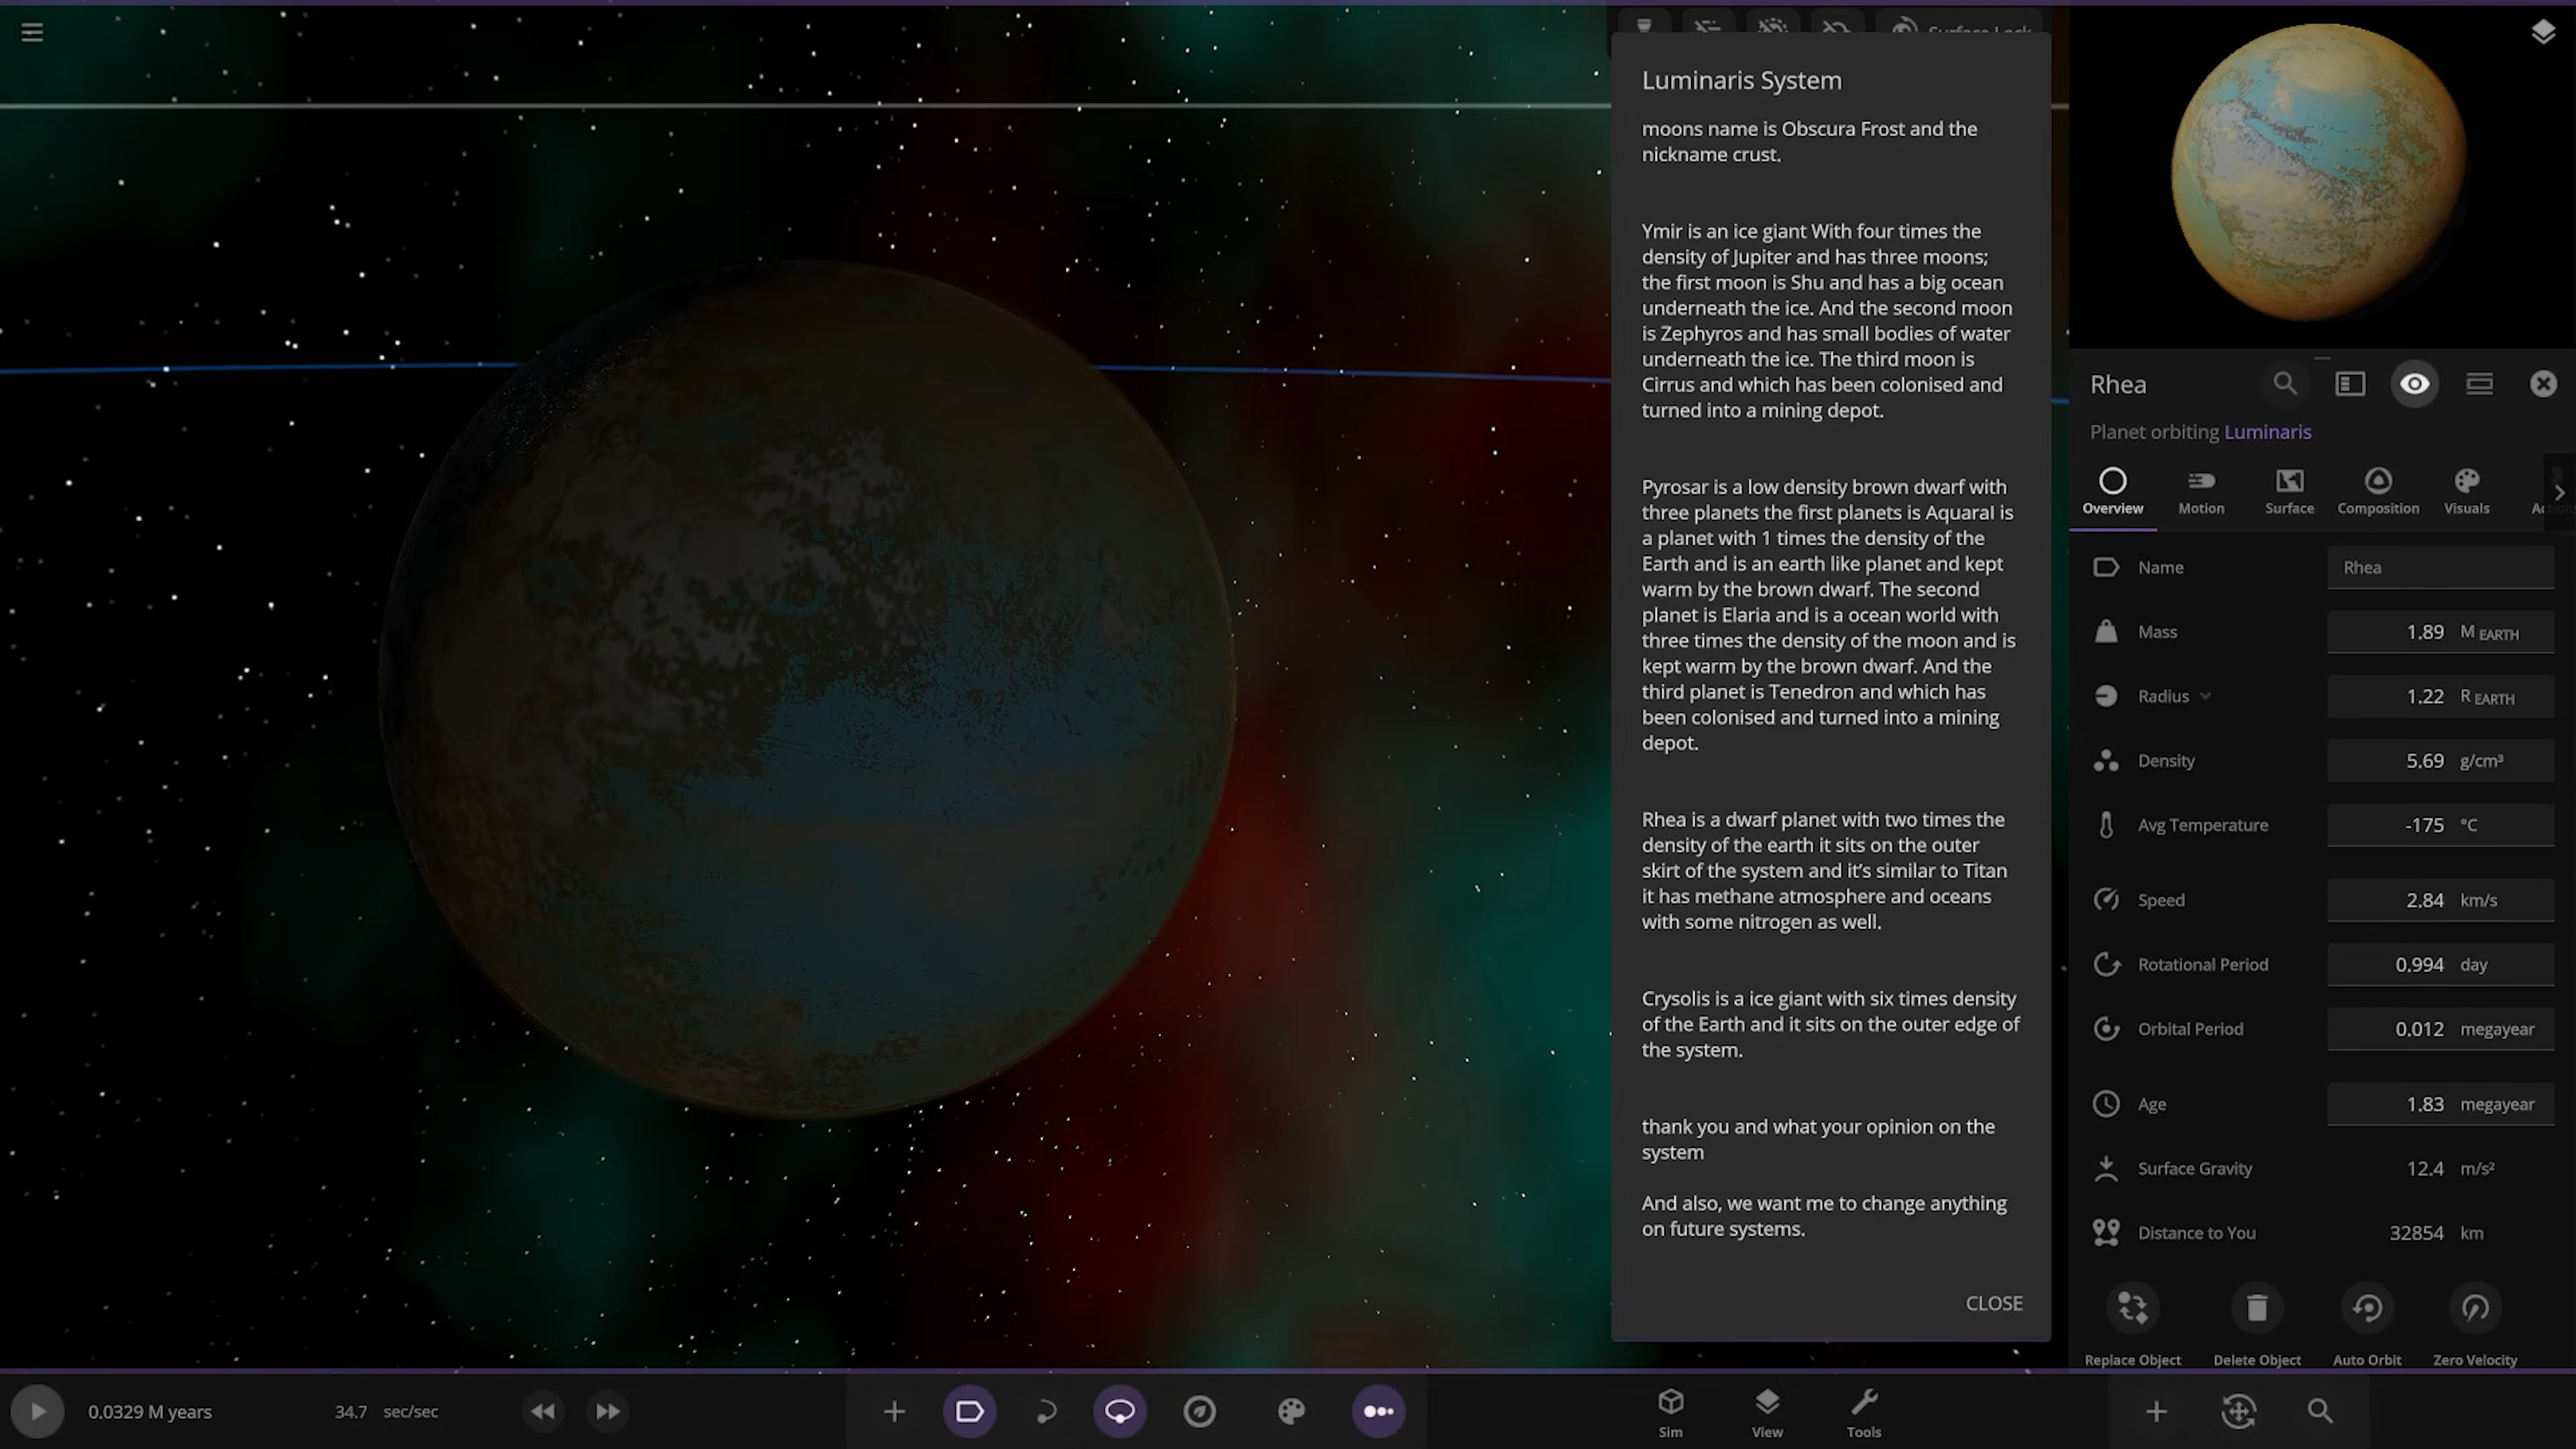 Surface Lock
Luminaris System
moons name is Obscura Frost and the
nickname crust.
Ymir is an ice giant With four times the
density of Jupiter and has three moons;
the first moon is Shu and has a big ocean
underneath the ice. And the second moon
is Zephyros and has small bodies of water
underneath the ice. The third moon is
Cirrus and which has been colonised and
turned into a mining depot.
Pyrosar is a low density brown dwarf with
three planets the first planets is Aquaral is
a planet with 1 times the density of the
Earth and is an earth like planet and kept
warm by the brown dwarf. The second
planet is Elaria and is a ocean world with
three times the density of the moon and is
kept warm by the brown dwarf. And the
third planet is Tenedron and which has
been colonised and turned into a mining
depot.
Rhea is a dwarf planet with two times the
density of the earth it sits on the outer
skirt of the system and it's similar to Titan
it has methane atmosphere and oceans
with some nitrogen as well.
Crysolis is a ice giant with six times density
of the Earth and it sits on the outer edge of
the system.
thank you and what your opinion on the
system
And also, we want me to change anything
on future systems.
CLOSE
Rhea
Planet orbiting Luminaris
Overview Motion Surface Composition Visuals
Name Rhea
Mass 1.89 M EARTH
Radius 1.22 R EARTH
Density 5.69 g/cm³
Avg Temperature -175 °C
Speed 2.84 km/s
Rotational Period 0.994 day
Orbital Period 0.012 megayear
Age 1.83 megayear
Surface Gravity 12.4 m/s²
Distance to You 32854 km
Replace Object Delete Object Auto Orbit Zero Velocity
0.0329 M years 34.7 sec/sec
Sim View Tools